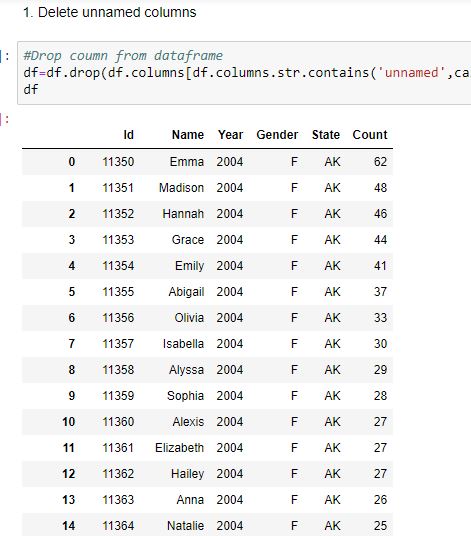 1. Delete unnamed columns
]:
#Drop coumn from dataframe
df=df.drop(df.columns[df.columns.str.contains('unnamed',ca
df
]:
Id Name Year Gender State Count
0 11350 Emma 2004 F AK 62
1 11351 Madison 2004 F AK 48
2 11352 Hannah 2004 F AK 46
3 11353 Grace 2004 F AK 44
4 11354 Emily 2004 F AK 41
5 11355 Abigail 2004 F AK 37
6 11356 Olivia 2004 F AK 33
7 11357 Isabella 2004 F AK 30
8 11358 Alyssa 2004 F AK 29
9 11359 Sophia 2004 F AK 28
10 11360 Alexis 2004 F AK 27
11 11361 Elizabeth 2004 F AK 27
12 11362 Hailey 2004 F AK 27
13 11363 Anna 2004 F AK 26
14 11364 Natalie 2004 F AK 25